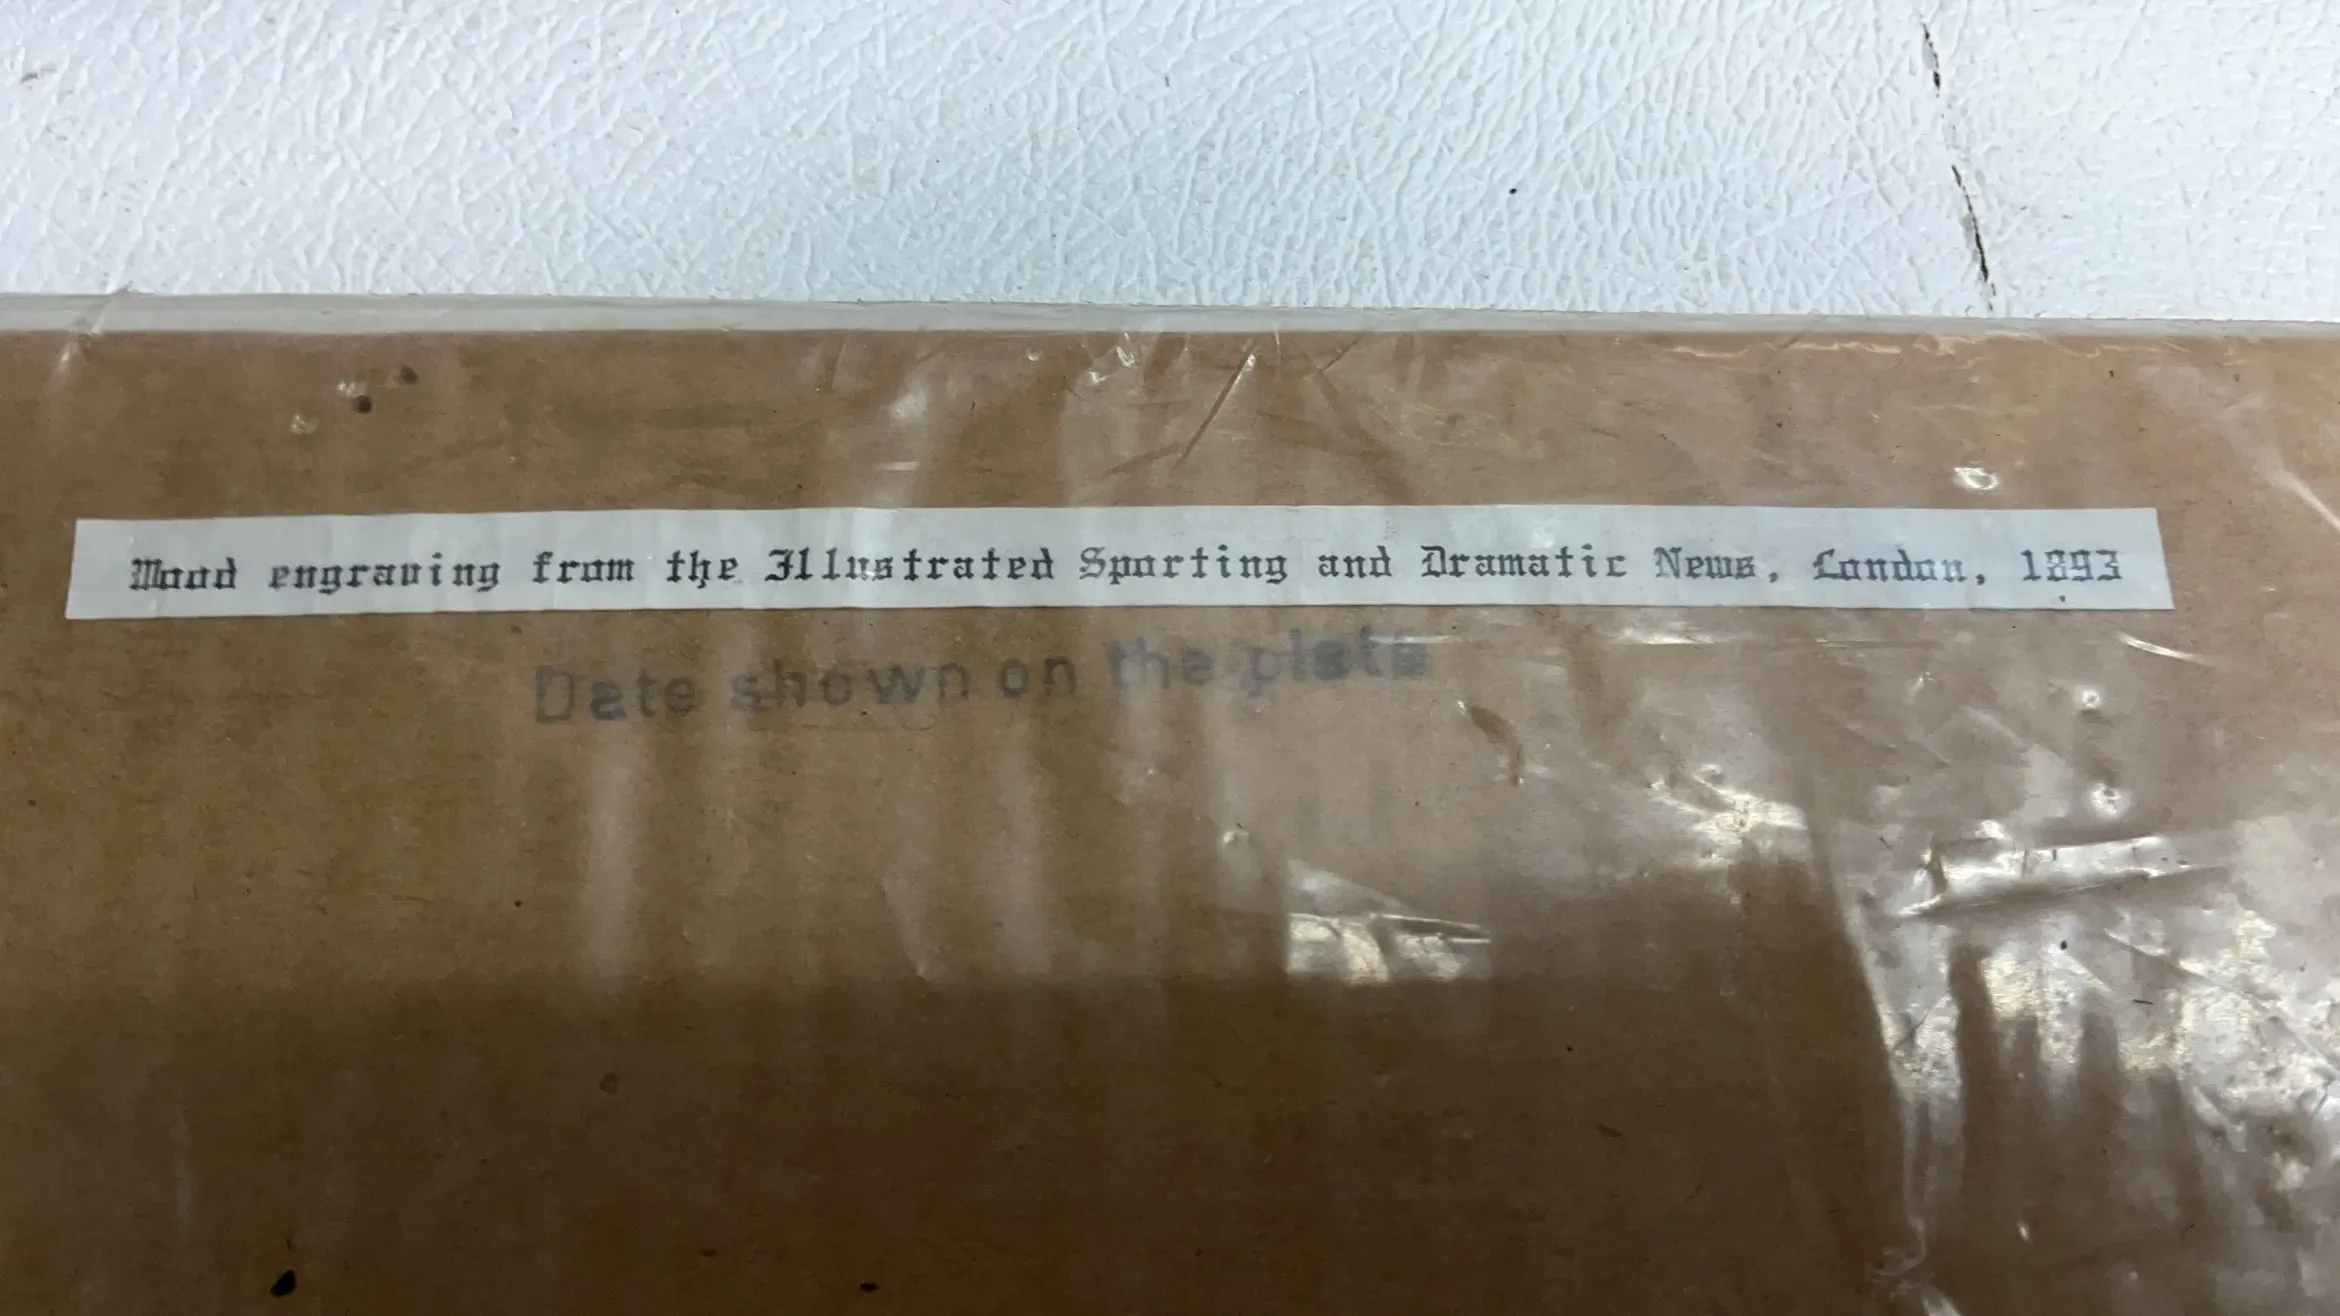 Wood engraving from the Illustrated Sporting and Dramatic News, London, 1893
Date shown on the plate